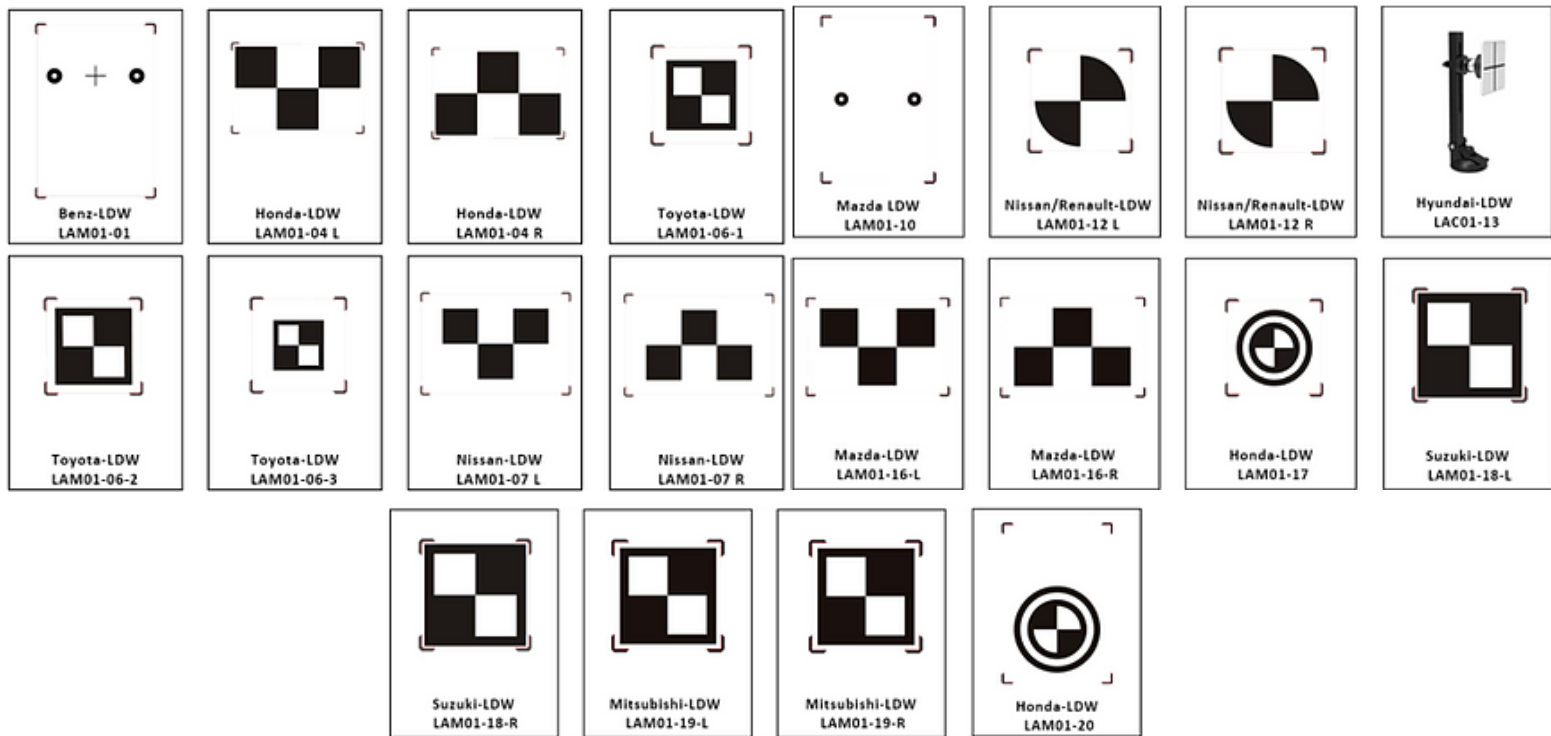 Benz-LDW
LAM01-01
Honda-LDW
LAM01-04 L
Honda-LDW
LAM01-04 R
Toyota-LDW
LAM01-06-1
Mazda LDW
LAM01-10
Nissan/Renault-LDW
LAM01-12 L
Nissan/Renault-LDW
LAM01-12 R
Hyundai-LDW
LAC01-13
Toyota-LDW
LAM01-06-2
Toyota-LDW
LAM01-06-3
Nissan-LDW
LAM01-07 L
Nissan-LDW
LAM01-07 R
Mazda-LDW
LAM01-16-L
Mazda-LDW
LAM01-16-R
Honda-LDW
LAM01-17
Suzuki-LDW
LAM01-18-L
Suzuki-LDW
LAM01-18-R
Mitsubishi-LDW
LAM01-19-L
Mitsubishi-LDW
LAM01-19-R
Honda-LDW
LAM01-20